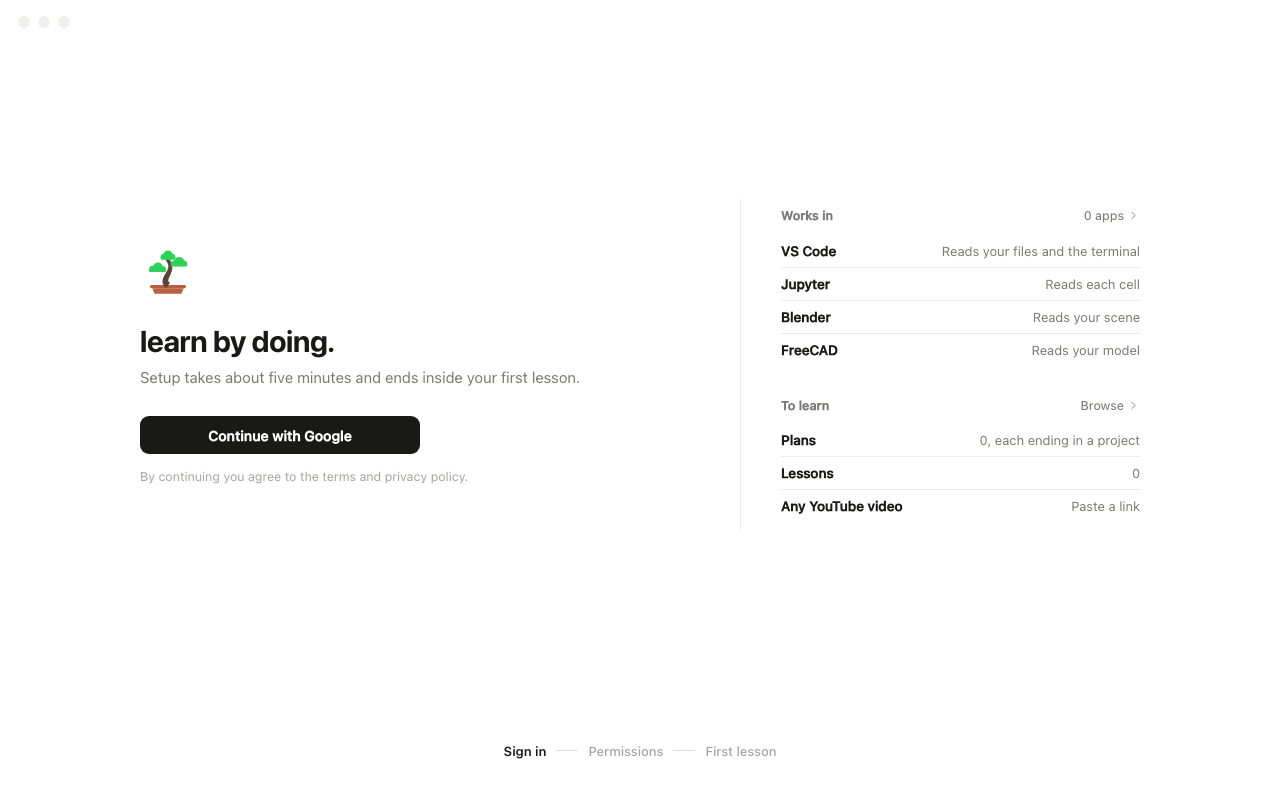 learn by doing.
Setup takes about five minutes and ends inside your first lesson.
Continue with Google
By continuing you agree to the terms and privacy policy.
Works in 0 apps
VS Code Reads your files and the terminal
Jupyter Reads each cell
Blender Reads your scene
FreeCAD Reads your model
To learn Browse
Plans 0, each ending in a project
Lessons 0
Any YouTube video Paste a link
Sign in Permissions First lesson